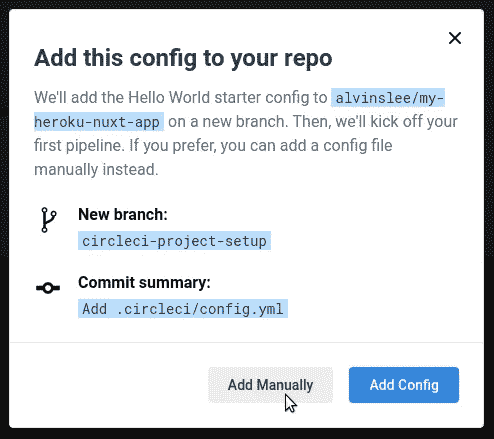 Add this config to your repo
We'll add the Hello World starter config to alvinslee/my-
heroku-nuxt-app on a new branch. Then, we'll kick off your
first pipeline. If you prefer, you can add a config file
manually instead.
New branch:
circleci-project-setup
Commit summary:
Add .circleci/config.yml
Add Manually
Add Config